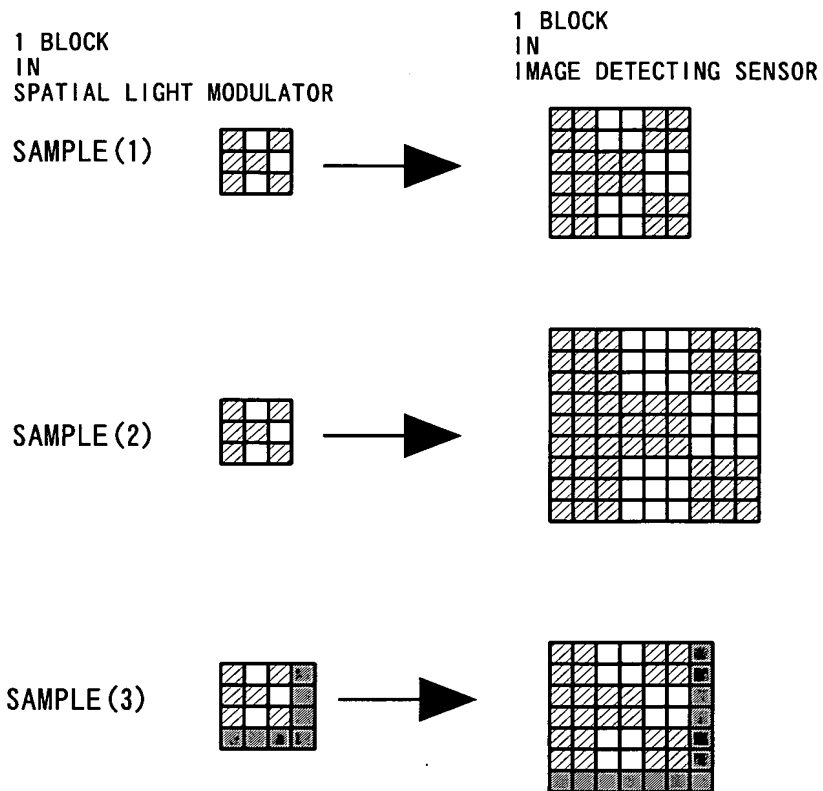 1 BLOCK
IN
SPATIAL LIGHT MODULATOR
1 BLOCK
IN
IMAGE DETECTING SENSOR
SAMPLE(1)
SAMPLE(2)
SAMPLE(3)